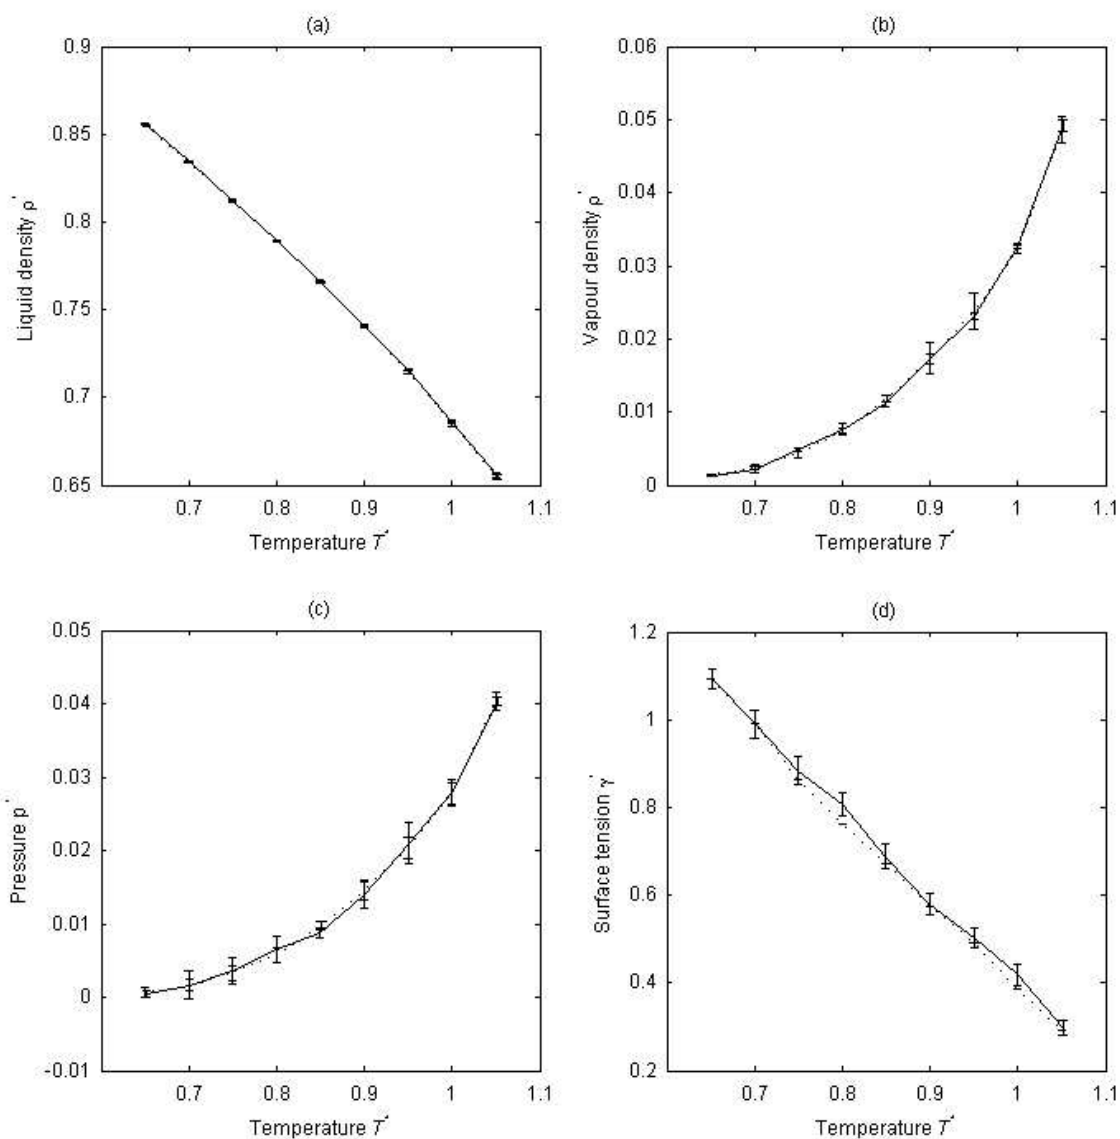 (a)
0.9
0.85
0.8
0.75
0.7
0.65
0.7 0.8 0.9 1 1.1
Liquid density ρ*
Temperature T*
(b)
0.06
0.05
0.04
0.03
0.02
0.01
0
0.7 0.8 0.9 1 1.1
Vapour density ρ*
Temperature T*
(c)
0.05
0.04
0.03
0.02
0.01
0
-0.01
0.7 0.8 0.9 1 1.1
Pressure p*
Temperature T*
(d)
1.2
1
0.8
0.6
0.4
0.2
0.7 0.8 0.9 1 1.1
Surface tension γ*
Temperature T*